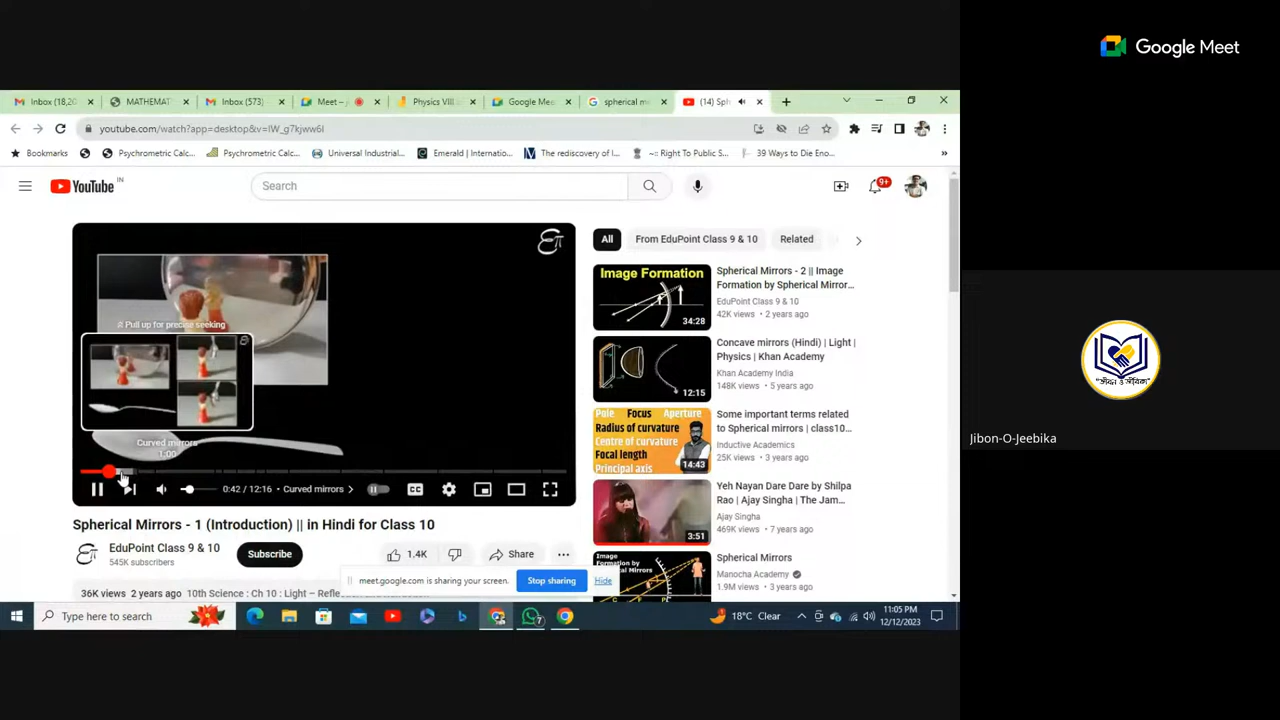 Google Meet
Inbox (18,20
MATHEMAT
Inbox (573)
Meet –
Physics VIII
Google Mee
spherical m
(14) Sph
youtube.com/watch?app=desktop&v=IW_g7kjww6I
Bookmarks
Psychrometric Calc...
Psychrometric Calc...
Universal Industrial...
Emerald | Internatio...
The rediscovery of I...
~:: Right To Public S...
39 Ways to Die Eno...
YouTube IN
Search
9+
All
From EduPoint Class 9 & 10
Related
Pull up for precise seeking
Curved mirrors
1:00
0:42 / 12:16 • Curved mirrors
CC
Spherical Mirrors - 1 (Introduction) || in Hindi for Class 10
EduPoint Class 9 & 10
545K subscribers
Subscribe
1.4K
Share
36K views 2 years ago 10th Science : Ch 10 : Light – Refle
Image Formation
34:28
Spherical Mirrors - 2 || Image
Formation by Spherical Mirror...
EduPoint Class 9 & 10
42K views • 2 years ago
12:15
Concave mirrors (Hindi) | Light |
Physics | Khan Academy
Khan Academy India
148K views • 5 years ago
Pole Focus Aperture
Radius of curvature
Centre of curvature
Focal length
Principal axis
14:43
Some important terms related
to Spherical mirrors | class10...
Inductive Academics
25K views • 3 years ago
3:51
Yeh Nayan Dare Dare by Shilpa
Rao | Ajay Singha | The Jam...
Ajay Singha
469K views • 7 years ago
Image
Formation by
Spherical Mirrors
Spherical Mirrors
Manocha Academy
1.9M views • 3 years ago
meet.google.com is sharing your screen.
Stop sharing
Hide
Type here to search
7
18°C Clear
11:05 PM
12/12/2023
"জীবন ও জীবিকা"
Jibon-O-Jeebika